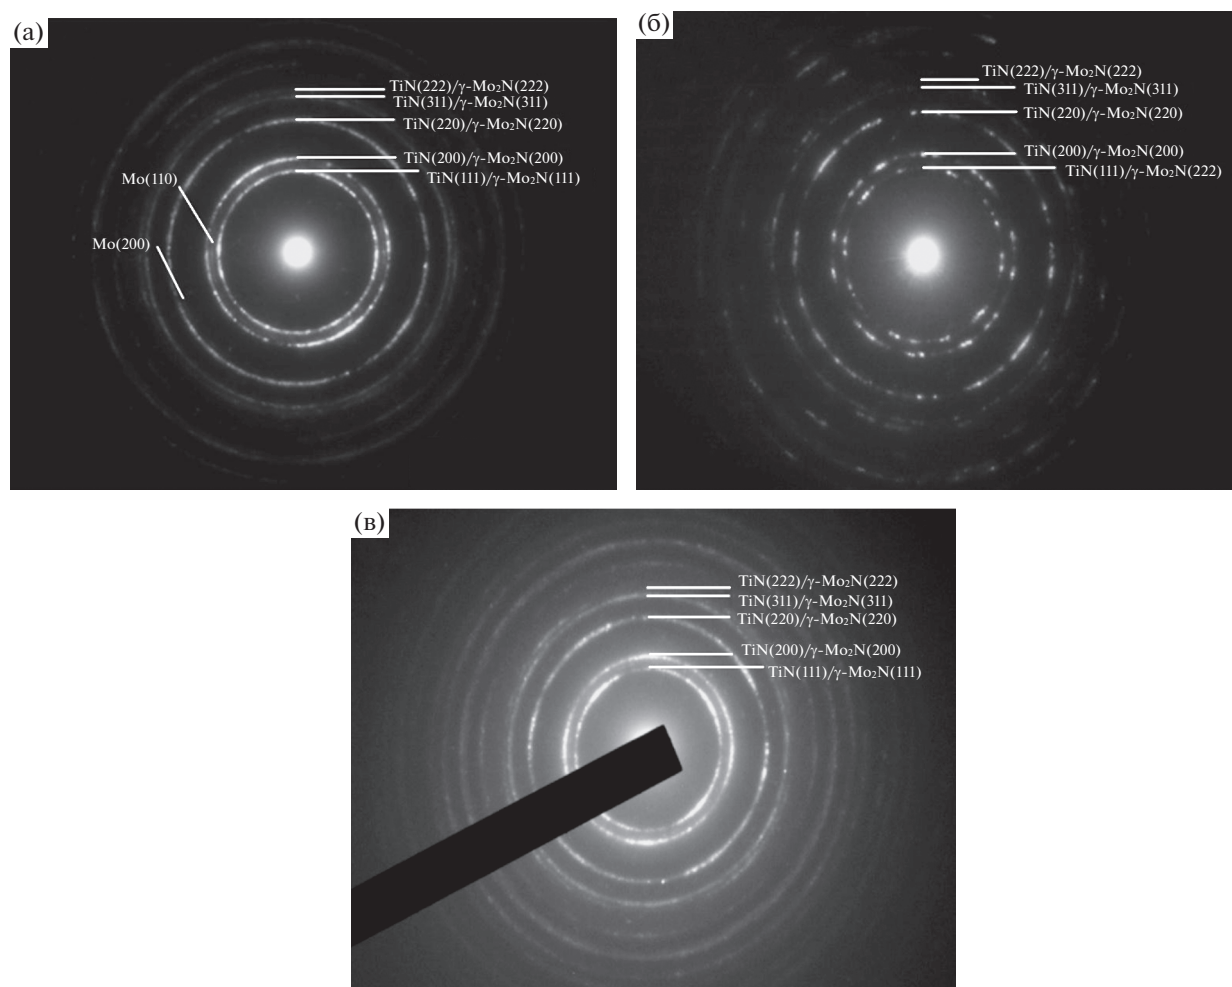 (а)
TiN(222)/γ-Mo₂N(222)
TiN(311)/γ-Mo₂N(311)
TiN(220)/γ-Mo₂N(220)
TiN(200)/γ-Mo₂N(200)
TiN(111)/γ-Mo₂N(111)
Mo(110)
Mo(200)
(б)
TiN(222)/γ-Mo₂N(222)
TiN(311)/γ-Mo₂N(311)
TiN(220)/γ-Mo₂N(220)
TiN(200)/γ-Mo₂N(200)
TiN(111)/γ-Mo₂N(222)
(в)
TiN(222)/γ-Mo₂N(222)
TiN(311)/γ-Mo₂N(311)
TiN(220)/γ-Mo₂N(220)
TiN(200)/γ-Mo₂N(200)
TiN(111)/γ-Mo₂N(111)